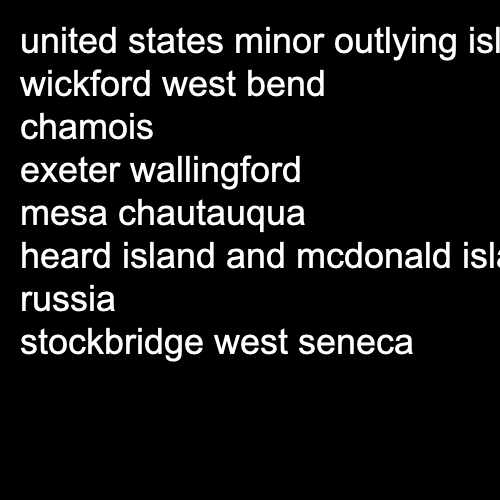 united states minor outlying isl
wickford west bend
chamois
exeter wallingford
mesa chautauqua
heard island and mcdonald isla
russia
stockbridge west seneca